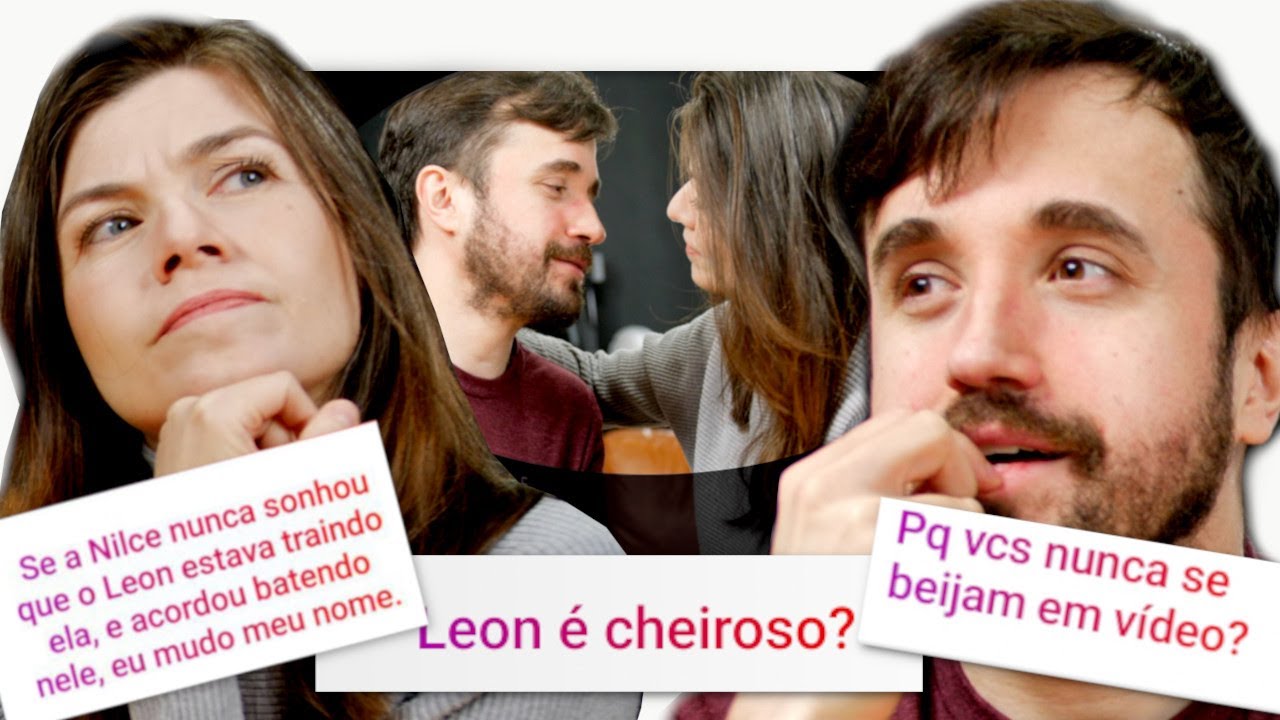 Se a Nilce nunca sonhou
que o Leon estava traindo
ela, e acordou batendo
nele, eu mudo meu nome.
Leon é cheiroso?
Pq vcs nunca se
beijam em vídeo?